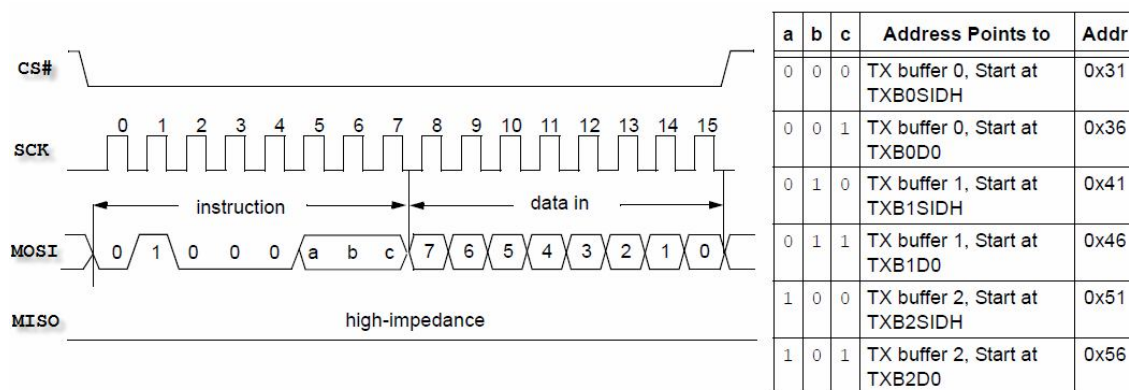 CS#
0 1 2 3 4 5 6 7 8 9 10 11 12 13 14 15
SCK
instruction
data in
MOSI
0 1 0 0 0 a b c 7 6 5 4 3 2 1 0
MISO
high-impedance
a b c Address Points to Addr
0 0 0 TX buffer 0, Start at 0x31
TXB0SIDH
0 0 1 TX buffer 0, Start at 0x36
TXB0D0
0 1 0 TX buffer 1, Start at 0x41
TXB1SIDH
0 1 1 TX buffer 1, Start at 0x46
TXB1D0
1 0 0 TX buffer 2, Start at 0x51
TXB2SIDH
1 0 1 TX buffer 2, Start at 0x56
TXB2D0